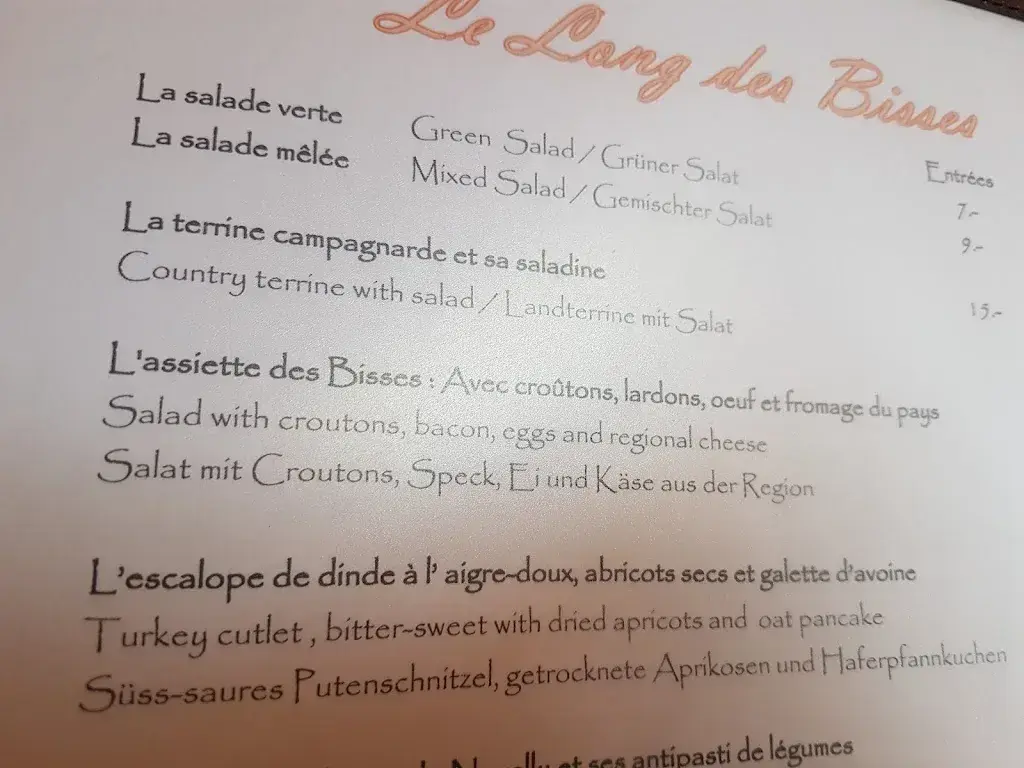 Le Long des Bisses
Entrées
La salade verte Green Salad / Grüner Salat 7.-
La salade mêlée Mixed Salad / Gemischter Salat 9.-
La terrine campagnarde et sa saladine
Country terrine with salad / Landterrine mit Salat 15.-
L'assiette des Bisses : Avec croûtons, lardons, oeuf et fromage du pays
Salad with croutons, bacon, eggs and regional cheese
Salat mit Croutons, Speck, Ei und Käse aus der Region
L'escalope de dinde à l' aigre-doux, abricots secs et galette d'avoine
Turkey cutlet , bitter-sweet with dried apricots and oat pancake
Süss-saures Putenschnitzel, getrocknete Aprikosen und Haferpfannkuchen
et ses antipasti de légumes